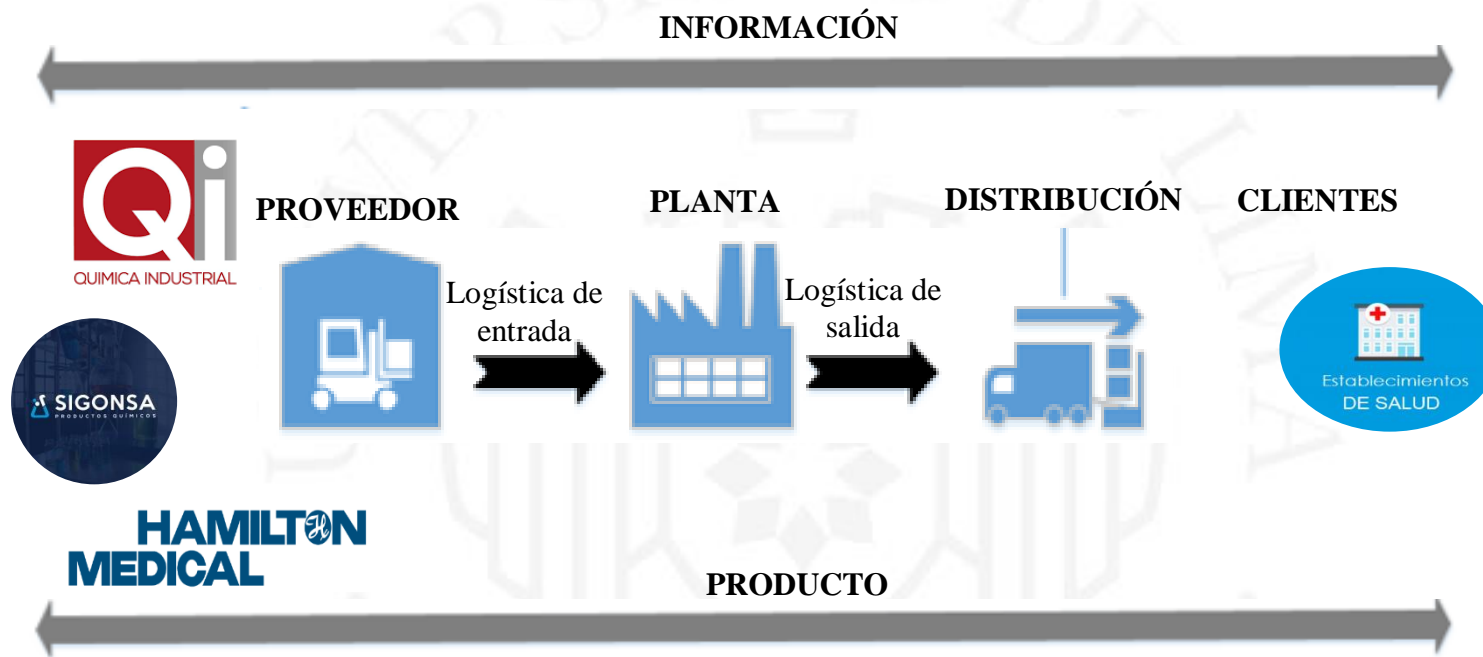 INFORMACIÓN
Qi
QUIMICA INDUSTRIAL
PROVEEDOR
PLANTA
DISTRIBUCIÓN
CLIENTES
Logística de
entrada
Logística de
salida
SIGONSA
PRODUCTOS QUÍMICOS
Establecimientos
DE SALUD
HAMILTON
MEDICAL
PRODUCTO